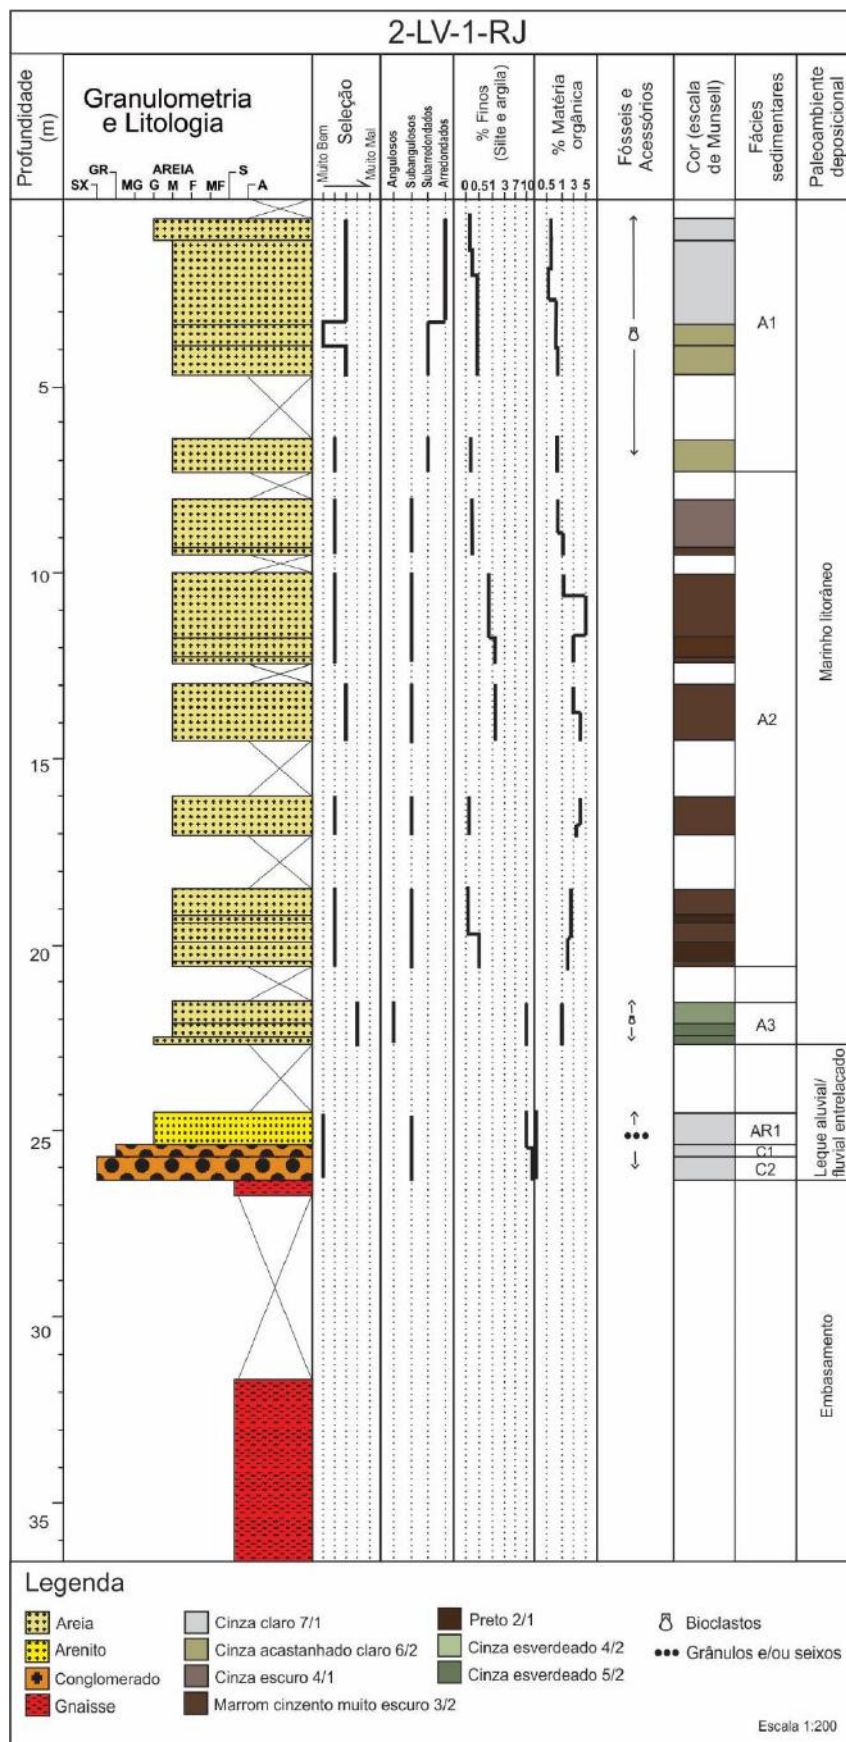 2-LV-1-RJ
Profundidade
(m)
Granulometria
e Litologia
SX
GR
MG
AREIA
G
M
F
MF
S
A
Seleção
Muito Bem
Muito Mal
Angulosos
Subangulosos
Subarredondados
Arredondados
% Finos
(Silte e argila)
0 0.5 1 3 7 10
% Matéria
orgânica
0.5 1 3 5
Fósseis e
Acessórios
Cor (escala
de Munsell)
Fácies
sedimentares
Paleoambiente
deposicional
5
10
15
20
25
30
35
A1
A2
A3
AR1
C1
C2
Marinho litorâneo
Leque aluvial/
fluvial entrelaçado
Embasamento
Legenda
Areia
Arenito
Conglomerado
Gnaisse
Cinza claro 7/1
Cinza acastanhado claro 6/2
Cinza escuro 4/1
Marrom cinzento muito escuro 3/2
Preto 2/1
Cinza esverdeado 4/2
Cinza esverdeado 5/2
Bioclastos
Grânulos e/ou seixos
Escala 1:200